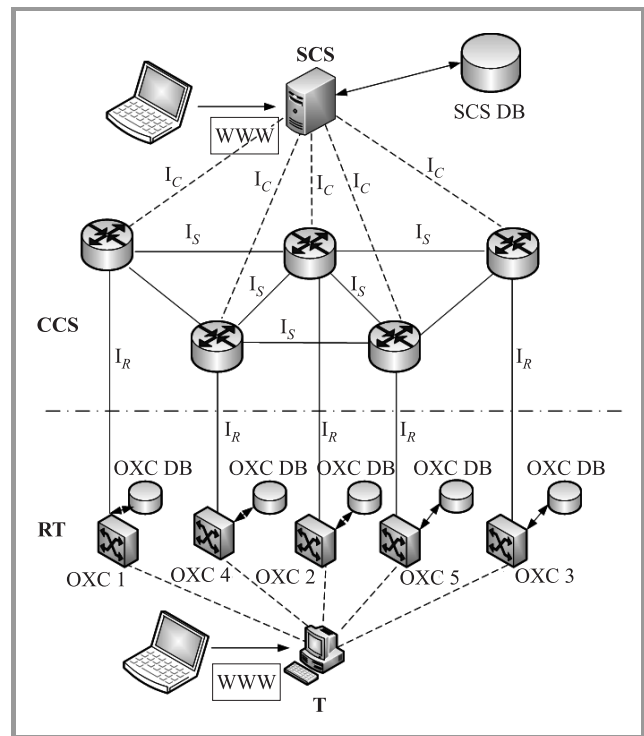 SCS
SCS DB
WWW
I_C
I_C
I_C
I_C
I_C
I_S
I_S
I_S
I_S
I_S
CCS
I_R
I_R
I_R
I_R
I_R
OXC DB
OXC DB
OXC DB
OXC DB
OXC DB
RT
OXC 1
OXC 4
OXC 2
OXC 5
OXC 3
WWW
T